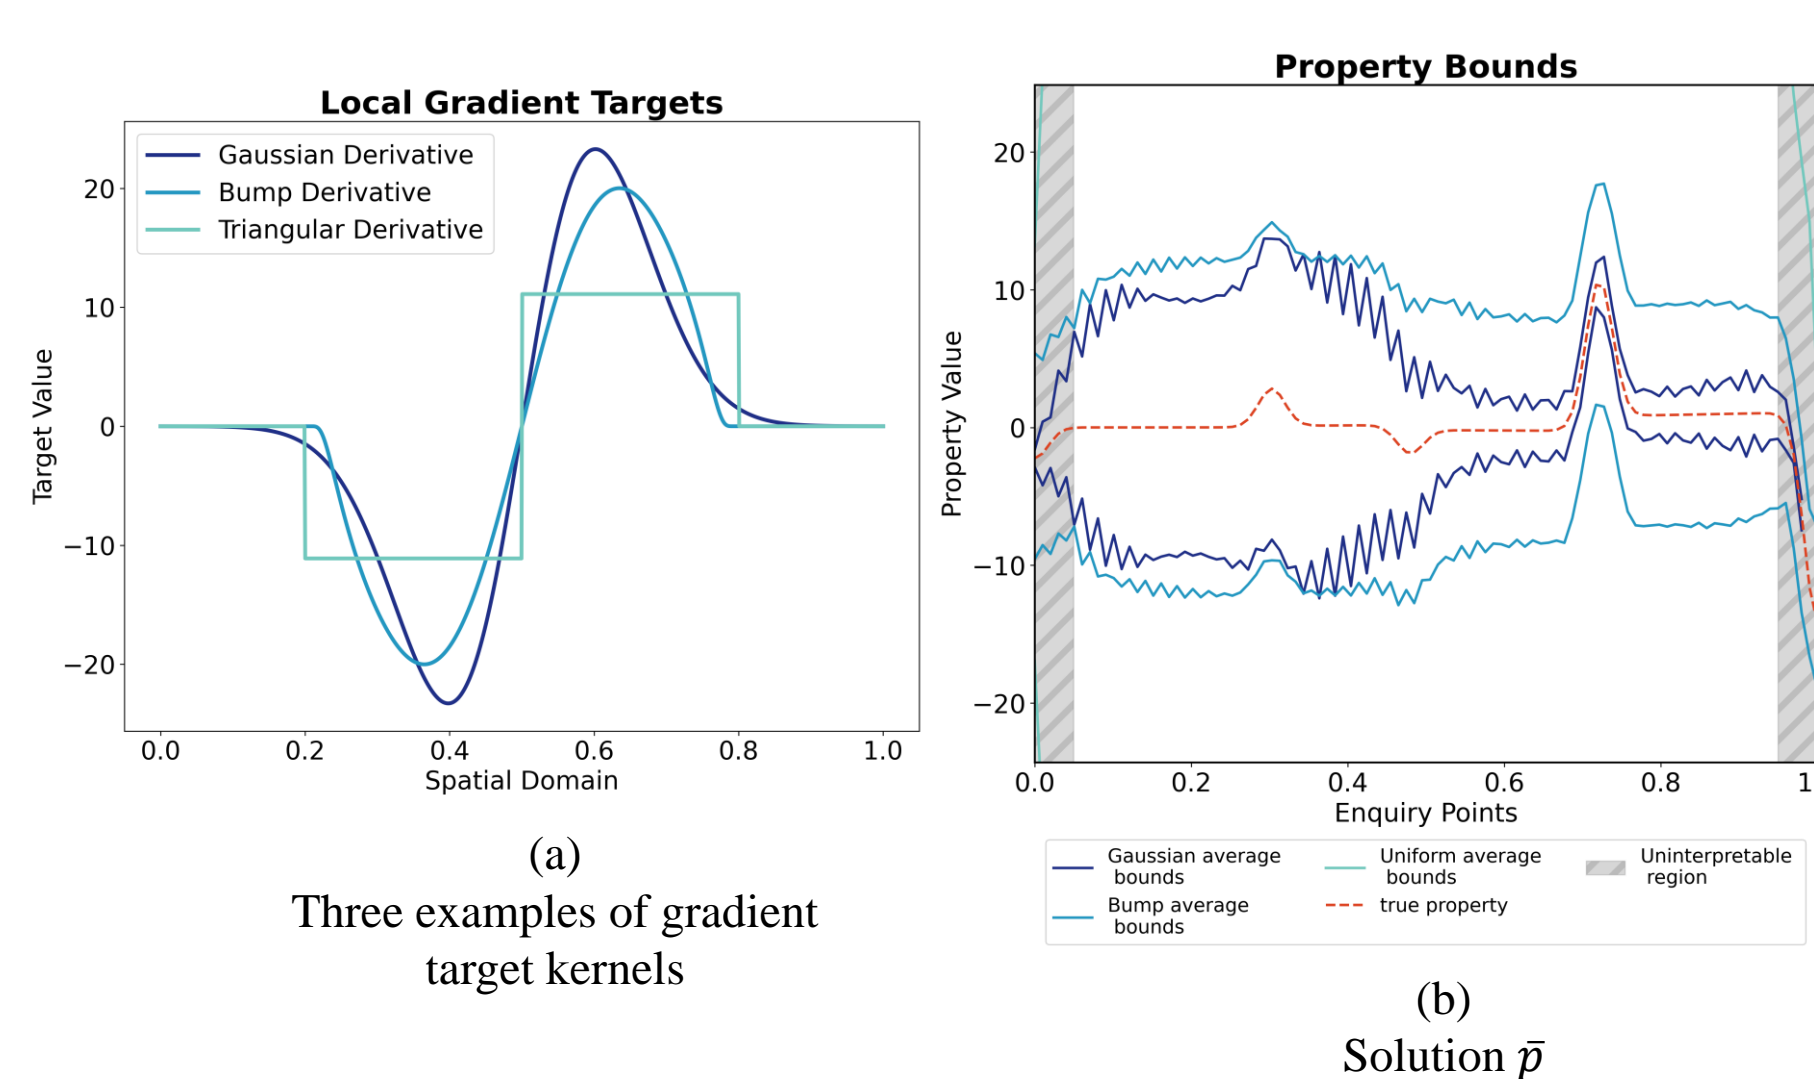 Local Gradient Targets
Gaussian Derivative
Bump Derivative
Triangular Derivative
Target Value
20
10
0
−10
−20
0.0 0.2 0.4 0.6 0.8 1.0
Spatial Domain
(a)
Three examples of gradient
target kernels
Property Bounds
Property Value
20
10
0
−10
−20
0.0 0.2 0.4 0.6 0.8 1
Enquiry Points
Gaussian average
bounds
Bump average
bounds
Uniform average
bounds
true property
Uninterpretable
region
(b)
Solution p̄